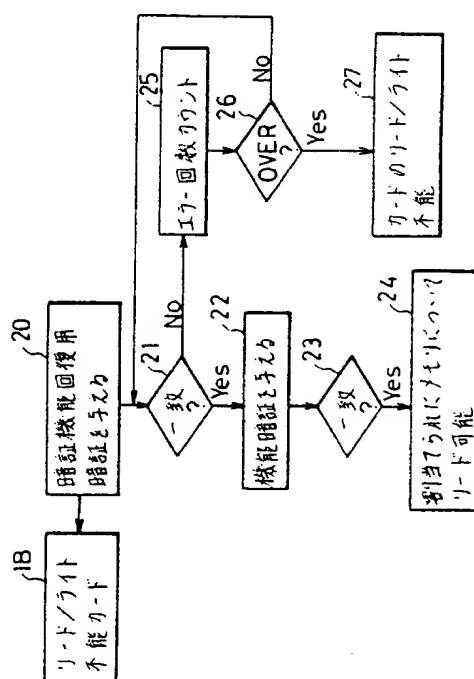 18
リード/ライト
不能カード
20
暗証機能回復用
暗証を与える
21
一致
?
No
Yes
22
機能暗証を与える
23
一致
?
Yes
24
割当てられたメモリについて
リード可能
25
エラー回数カウント
26
OVER
?
No
Yes
27
カードのリード/ライト
不能